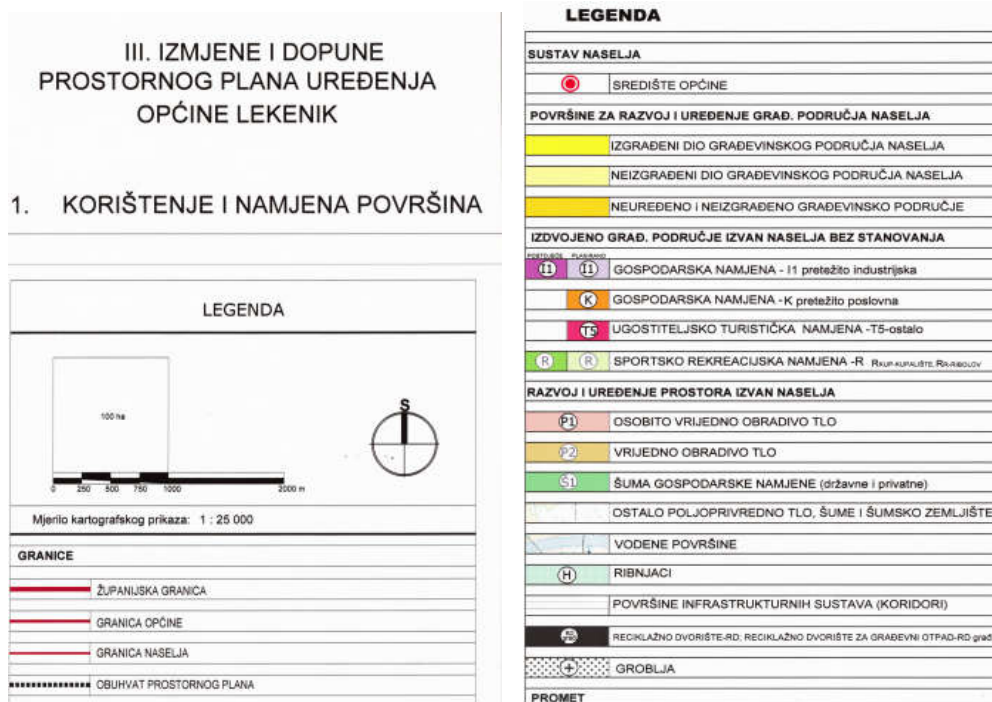 III. IZMJENE I DOPUNE
PROSTORNOG PLANA UREĐENJA
OPĆINE LEKENIK
1. KORIŠTENJE I NAMJENA POVRŠINA
LEGENDA
100 ha
S
0 250 500 750 1000 2000 m
Mjerilo kartografskog prikaza: 1 : 25 000
GRANICE
ŽUPANIJSKA GRANICA
GRANICA OPĆINE
GRANICA NASELJA
OBUHVAT PROSTORNOG PLANA
LEGENDA
SUSTAV NASELJA
SREDIŠTE OPĆINE
POVRŠINE ZA RAZVOJ I UREĐENJE GRAĐ. PODRUČJA NASELJA
IZGRAĐENI DIO GRAĐEVINSKOG PODRUČJA NASELJA
NEIZGRAĐENI DIO GRAĐEVINSKOG PODRUČJA NASELJA
NEUREĐENO I NEIZGRAĐENO GRAĐEVINSKO PODRUČJE
IZDVOJENO GRAĐ. PODRUČJE IZVAN NASELJA BEZ STANOVANJA
POSTOJEĆE PLANIRANO
I1 I1 GOSPODARSKA NAMJENA - I1 pretežito industrijska
K GOSPODARSKA NAMJENA -K pretežito poslovna
T5 UGOSTITELJSKO TURISTIČKA NAMJENA -T5-ostalo
R R SPORTSKO REKREACIJSKA NAMJENA -R RKUP-KUPALIŠTE, RR-RIBOLOV
RAZVOJ I UREĐENJE PROSTORA IZVAN NASELJA
P1 OSOBITO VRIJEDNO OBRADIVO TLO
P2 VRIJEDNO OBRADIVO TLO
Š1 ŠUMA GOSPODARSKE NAMJENE (državne i privatne)
OSTALO POLJOPRIVREDNO TLO, ŠUME I ŠUMSKO ZEMLJIŠTE
VODENE POVRŠINE
H RIBNJACI
POVRŠINE INFRASTRUKTURNIH SUSTAVA (KORIDORI)
RECIKLAŽNO DVORIŠTE-RD; RECIKLAŽNO DVORIŠTE ZA GRAĐEVNI OTPAD-RD građ
GROBLJA
PROMET